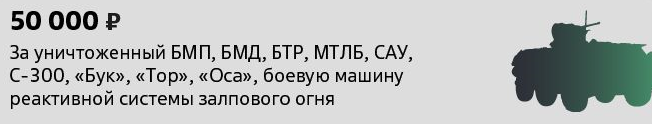 50 000 ₽
За уничтоженный БМП, БМД, БТР, МТЛБ, САУ,
С-300, «Бук», «Тор», «Оса», боевую машину
реактивной системы залпового огня